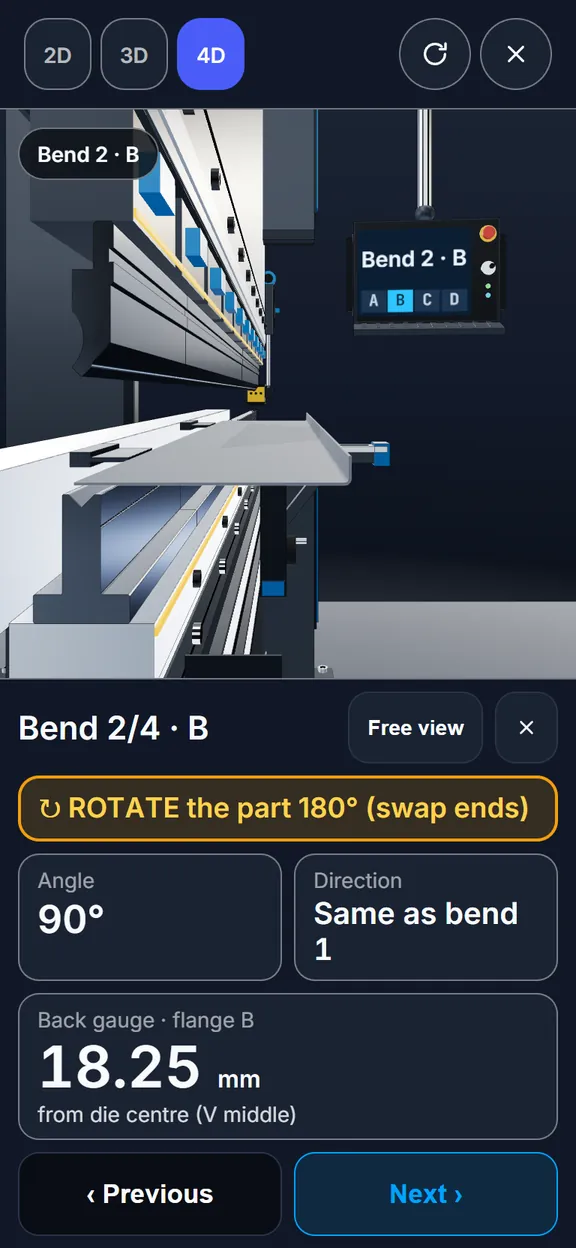 2D
3D
4D
Bend 2 · B
Bend 2 · B
A B C D
Bend 2/4 · B
Free view
↻ ROTATE the part 180° (swap ends)
Angle
90°
Direction
Same as bend
1
Back gauge · flange B
18.25 mm
from die centre (V middle)
‹ Previous
Next ›